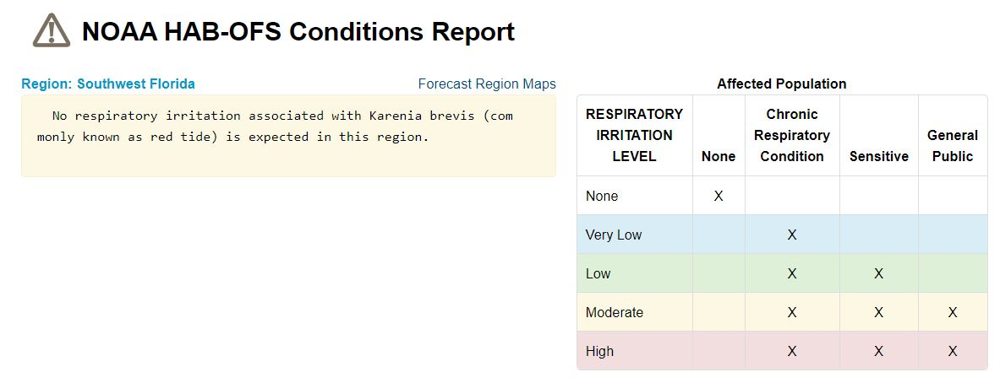 NOAA HAB-OFS Conditions Report
Region: Southwest Florida
Forecast Region Maps
No respiratory irritation associated with Karenia brevis (com
monly known as red tide) is expected in this region.
Affected Population
RESPIRATORY IRRITATION LEVEL None Chronic Respiratory Condition Sensitive General Public
None X
Very Low X
Low X X
Moderate X X X
High X X X